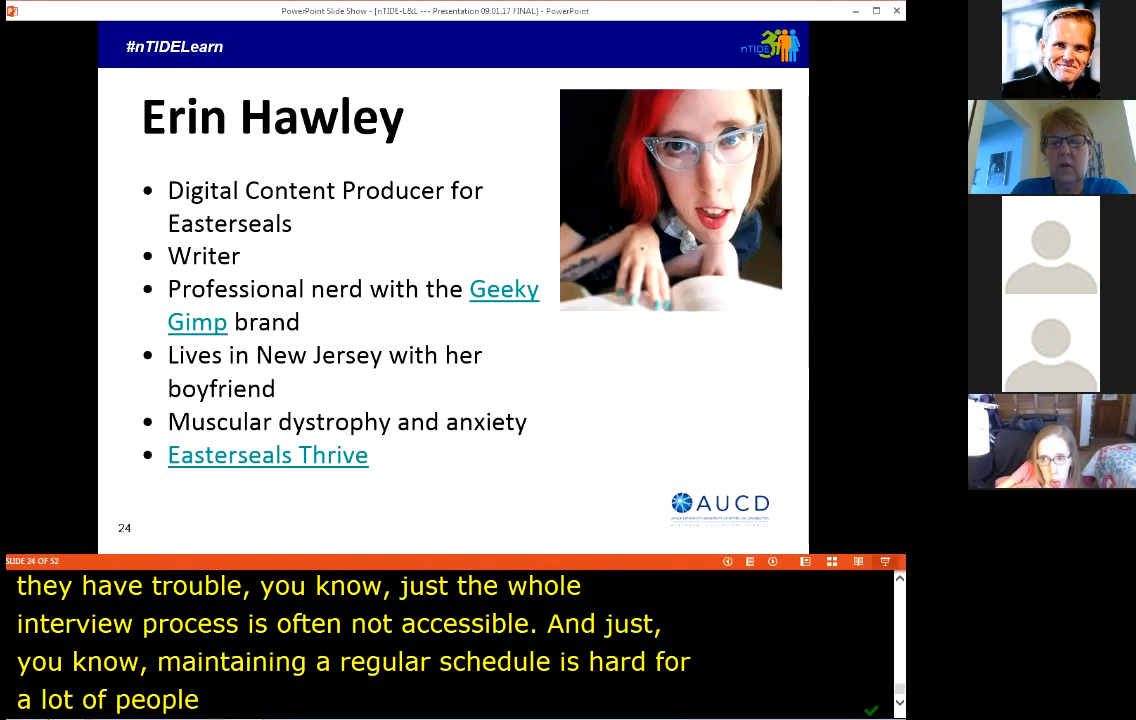 PowerPoint Slide Show - [nTIDE-L&L --- Presentation 09.01.17 FINAL] - PowerPoint
#nTIDELearn
nTIDE
Erin Hawley
• Digital Content Producer for
Easterseals
• Writer
• Professional nerd with the Geeky
Gimp brand
• Lives in New Jersey with her
boyfriend
• Muscular dystrophy and anxiety
• Easterseals Thrive
AUCD
24
SLIDE 24 OF 52
they have trouble, you know, just the whole
interview process is often not accessible. And just,
you know, maintaining a regular schedule is hard for
a lot of people